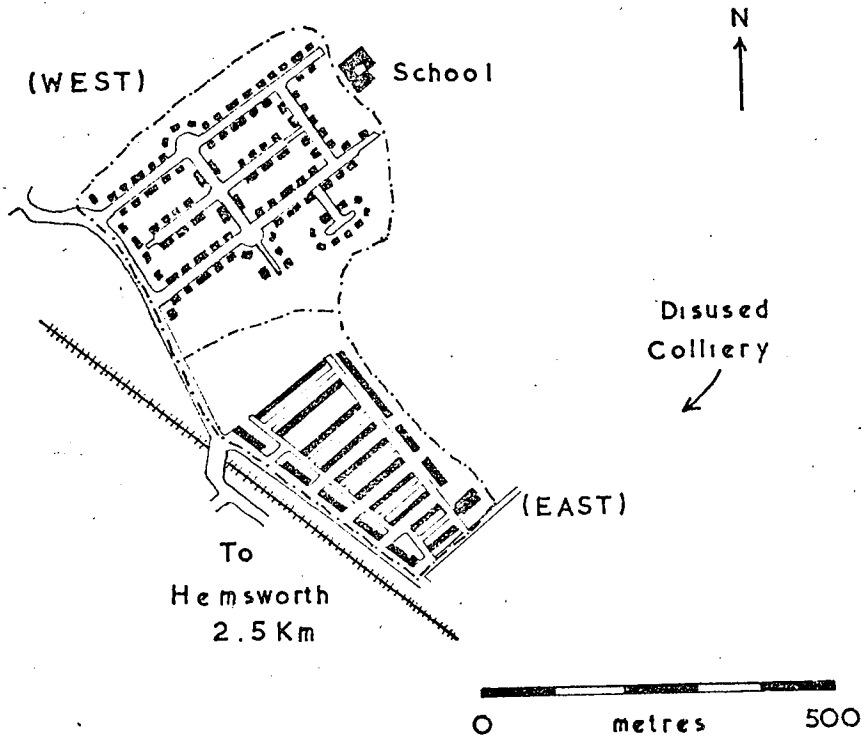 N
(WEST)
School
Disused
Colliery
(EAST)
To
Hemsworth
2.5 Km
0 metres 500